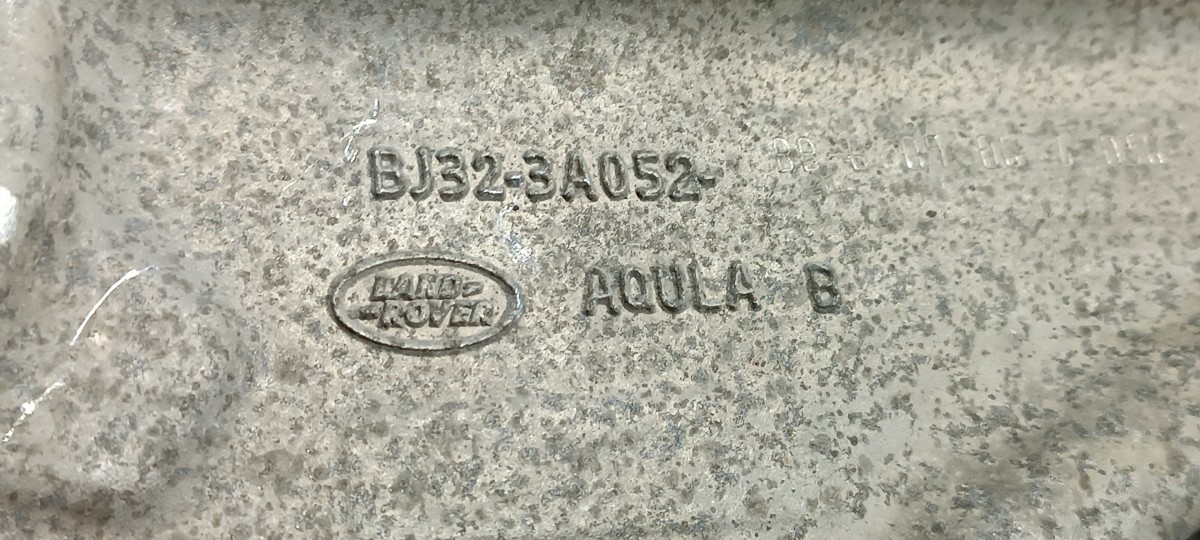 BJ32-3A052-
LAND-
-ROVER
AQULA B